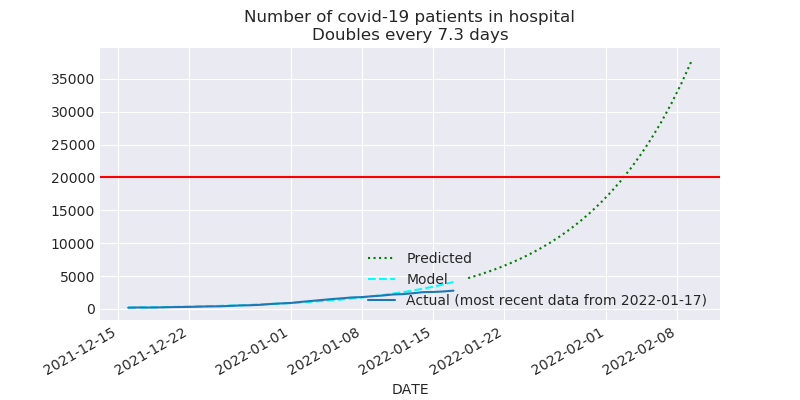 Number of covid-19 patients in hospital
Doubles every 7.3 days
35000
30000
25000
20000
15000
10000
5000
0
Predicted
Model
Actual (most recent data from 2022-01-17)
2021-12-15
2021-12-22
2022-01-01
2022-01-08
2022-01-15
2022-01-22
2022-02-01
2022-02-08
DATE